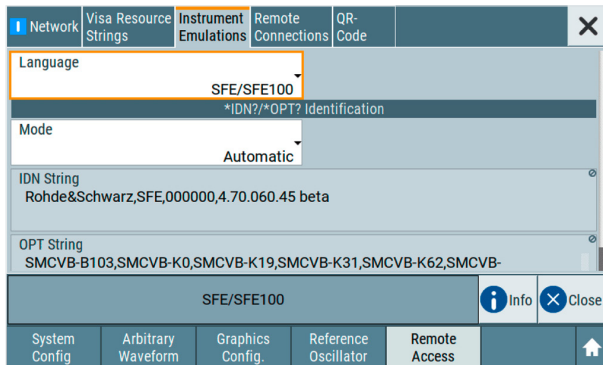 Network
Visa Resource
Strings
Instrument
Emulations
Remote
Connections
QR-
Code
Language
SFE/SFE100
*IDN?/*OPT? Identification
Mode
Automatic
IDN String
Rohde&Schwarz,SFE,000000,4.70.060.45 beta
OPT String
SMCVB-B103,SMCVB-K0,SMCVB-K19,SMCVB-K31,SMCVB-K62,SMCVB-
SFE/SFE100
Info
Close
System
Config
Arbitrary
Waveform
Graphics
Config.
Reference
Oscillator
Remote
Access